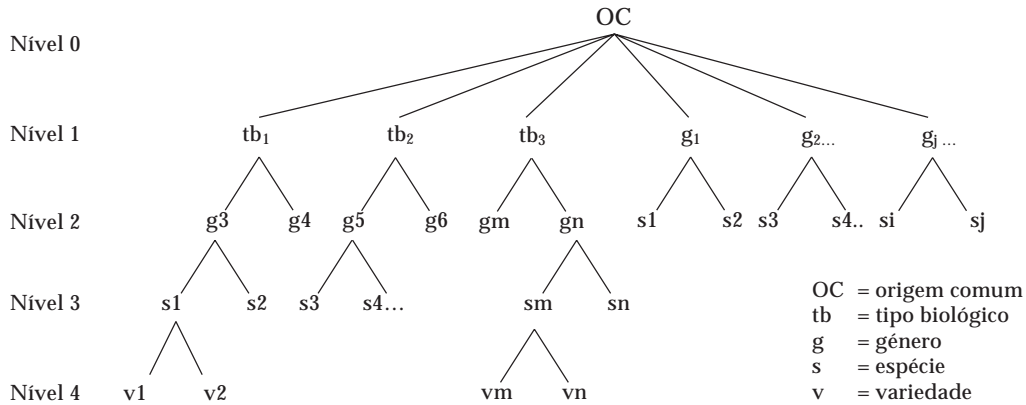 OC
Nível 0
Nível 1 tb1 tb2 tb3 g1 g2... gj ...
Nível 2 g3 g4 g5 g6 gm gn s1 s2 s3 s4.. si sj
Nível 3 s1 s2 s3 s4... sm sn
Nível 4 v1 v2 vm vn
OC = origem comum
tb = tipo biológico
g = género
s = espécie
v = variedade